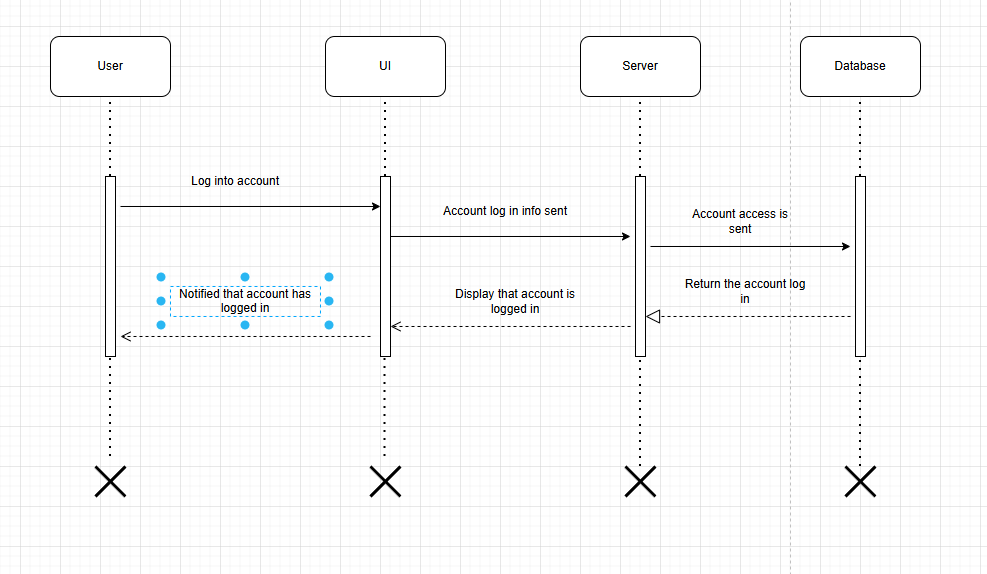 User
UI
Server
Database
Log into account
Account log in info sent
Account access is
sent
Return the account log
in
Notified that account has
logged in
Display that account is
logged in